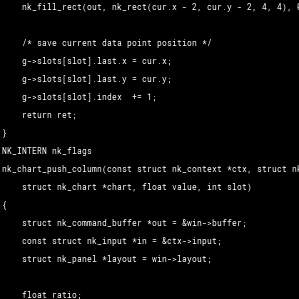 nk_fill_rect(out, nk_rect(cur.x - 2, cur.y - 2, 4, 4),
/* save current data point position */
g->slots[slot].last.x = cur.x;
g->slots[slot].last.y = cur.y;
g->slots[slot].index  += 1;
return ret;
}
NK_INTERN nk_flags
nk_chart_push_column(const struct nk_context *ctx, struct
struct nk_chart *chart, float value, int slot)
{
struct nk_command_buffer *out = &win->buffer;
const struct nk_input *in = &ctx->input;
struct nk_panel *layout = win->layout;
float ratio;